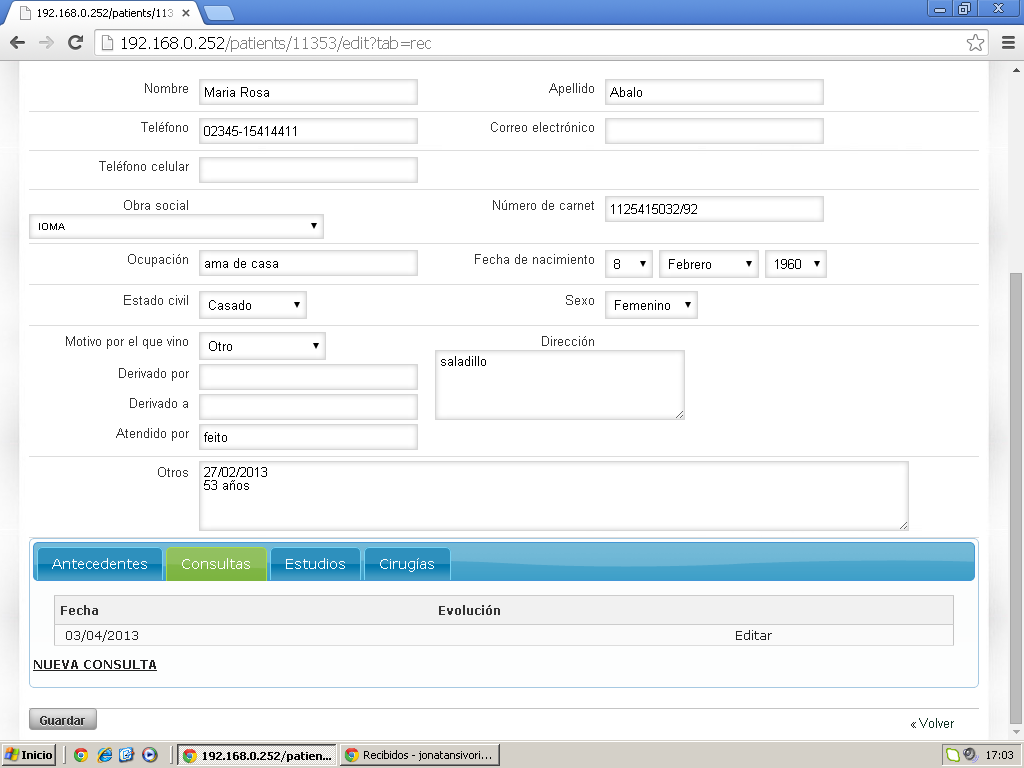 192.168.0.252/patients/113
192.168.0.252/patients/11353/edit?tab=rec
Nombre Maria Rosa Apellido Abalo
Teléfono 02345-15414411 Correo electrónico
Teléfono celular
Obra social Número de carnet 1125415032/92
IOMA
Ocupación ama de casa Fecha de nacimiento 8 Febrero 1960
Estado civil Casado Sexo Femenino
Motivo por el que vino Otro Dirección
saladillo
Derivado por
Derivado a
Atendido por feito
Otros 27/02/2013
53 años
Antecedentes Consultas Estudios Cirugías
Fecha Evolución
03/04/2013 Editar
NUEVA CONSULTA
Guardar « Volver
Inicio 192.168.0.252/patien... Recibidos - jonatansivori... 17:03